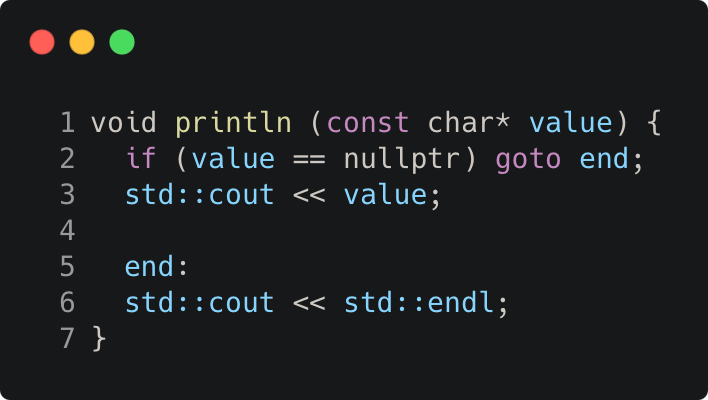 1 void println (const char* value) {
2   if (value == nullptr) goto end;
3   std::cout << value;
4
5   end:
6   std::cout << std::endl;
7 }